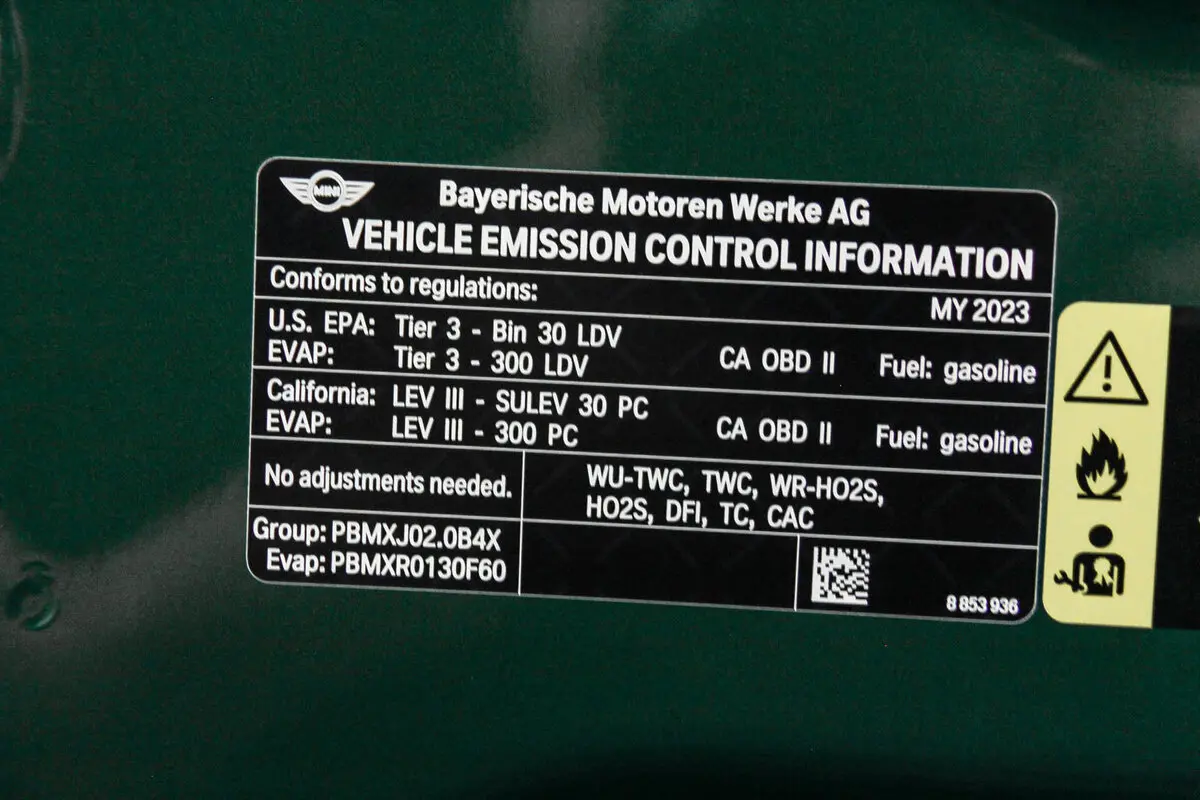 MINI
Bayerische Motoren Werke AG
VEHICLE EMISSION CONTROL INFORMATION
Conforms to regulations:
MY 2023
U.S. EPA: Tier 3 - Bin 30 LDV
EVAP: Tier 3 - 300 LDV CA OBD II Fuel: gasoline
California: LEV III - SULEV 30 PC
EVAP: LEV III - 300 PC CA OBD II Fuel: gasoline
No adjustments needed.
WU-TWC, TWC, WR-HO2S,
HO2S, DFI, TC, CAC
Group: PBMXJ02.0B4X
Evap: PBMXR0130F60
8 853 936